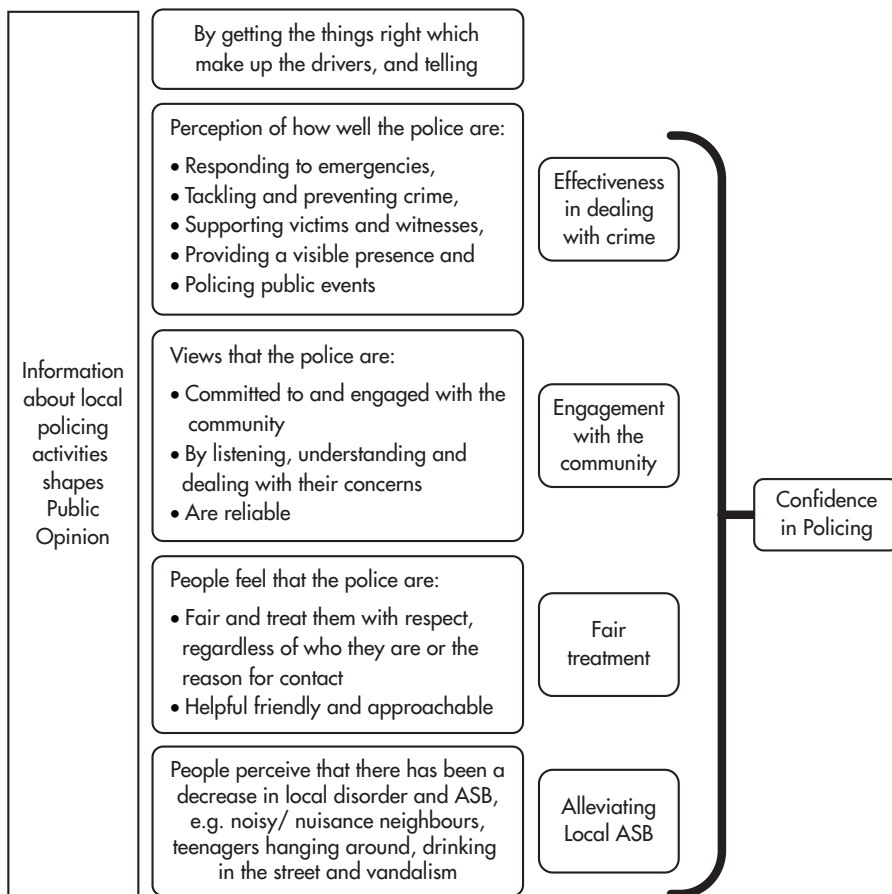 By getting the things right which
make up the drivers, and telling
Perception of how well the police are:
• Responding to emergencies,
• Tackling and preventing crime,
• Supporting victims and witnesses,
• Providing a visible presence and
• Policing public events
Effectiveness
in dealing
with crime
Information
about local
policing
activities
shapes
Public
Opinion
Views that the police are:
• Committed to and engaged with the
community
• By listening, understanding and
dealing with their concerns
• Are reliable
Engagement
with the
community
Confidence
in Policing
People feel that the police are:
• Fair and treat them with respect,
regardless of who they are or the
reason for contact
• Helpful friendly and approachable
Fair
treatment
People perceive that there has been a
decrease in local disorder and ASB,
e.g. noisy/ nuisance neighbours,
teenagers hanging around, drinking
in the street and vandalism
Alleviating
Local ASB